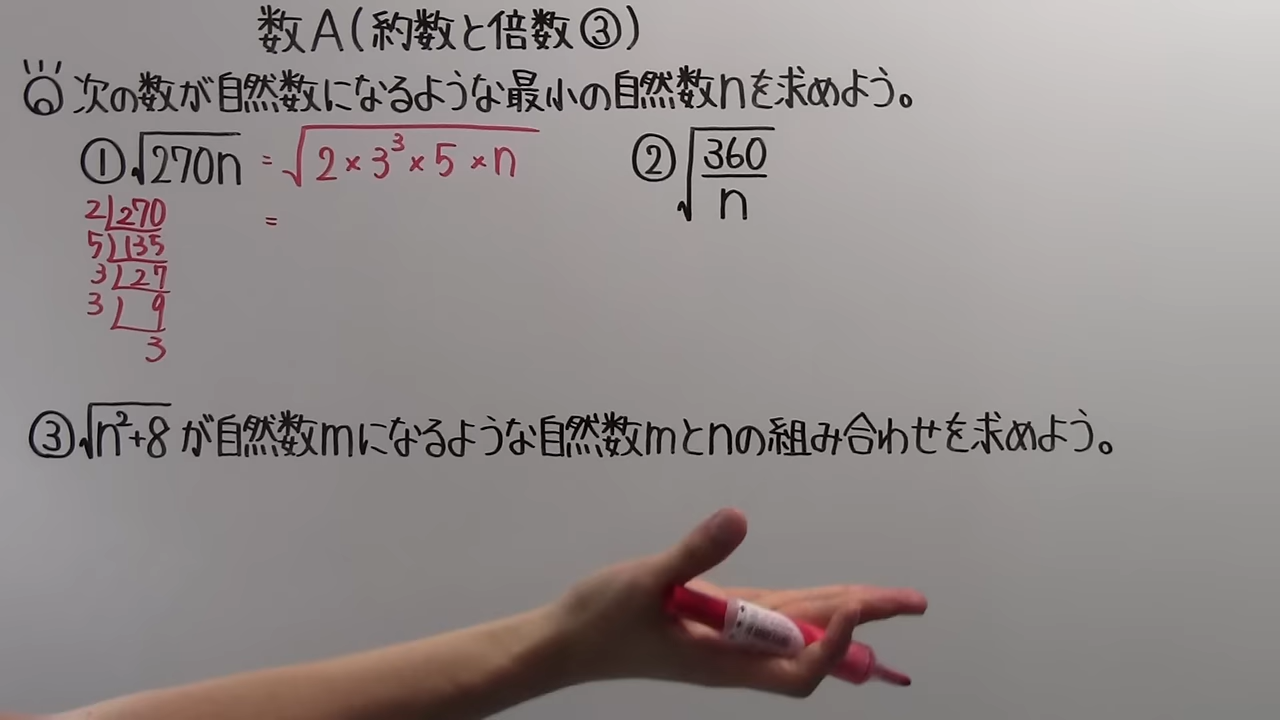 数A(約数と倍数③)
次の数が自然数になるような最小の自然数nを求めよう。
①√270n = √2×3³×5×n
=
2)270
5)135
3)27
3)9
3
②√360/n
③√n²+8 が自然数mになるような自然数mとnの組み合わせを求めよう。